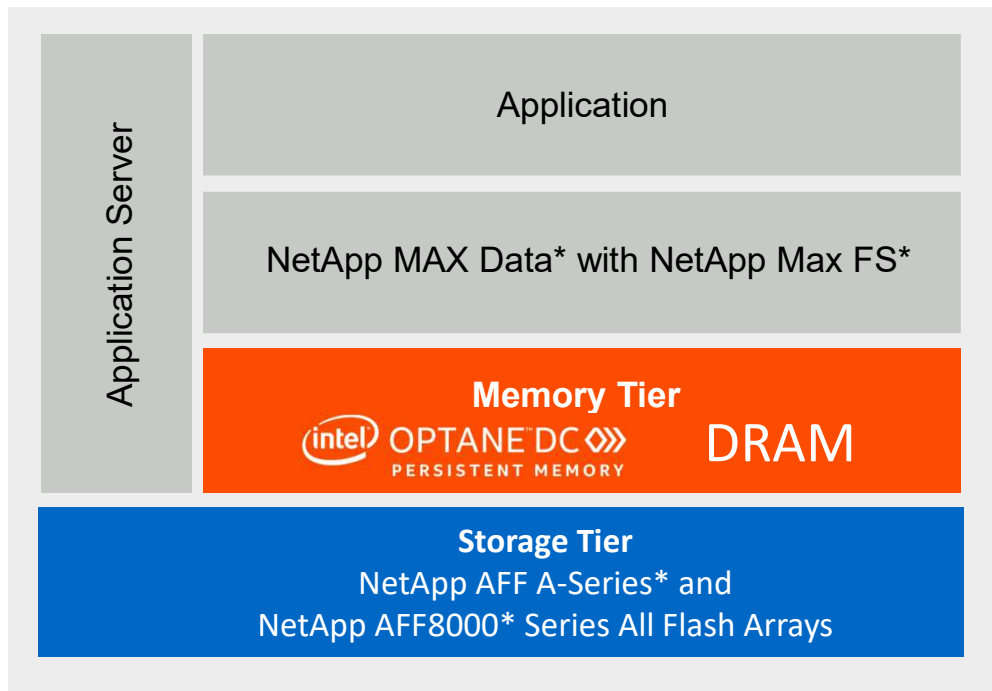 Application Server
Application
NetApp MAX Data* with NetApp Max FS*
Memory Tier
intel OPTANE™ DC
PERSISTENT MEMORY
DRAM
Storage Tier
NetApp AFF A-Series* and
NetApp AFF8000* Series All Flash Arrays